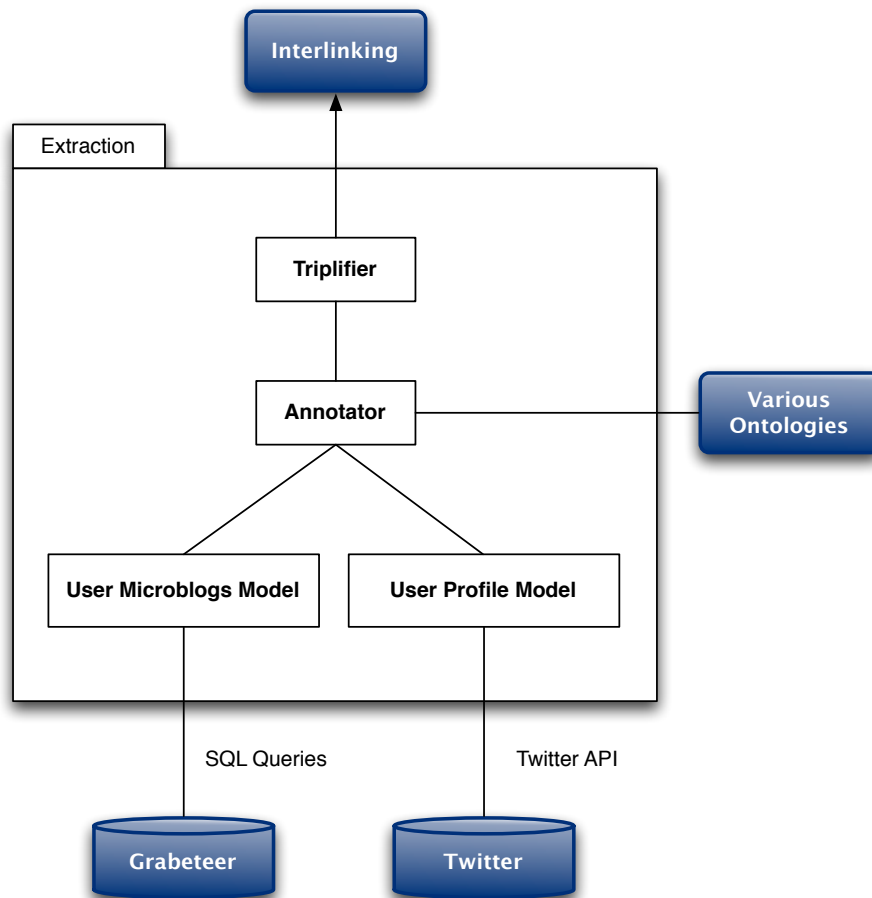 Interlinking
Extraction
Triplifier
Annotator
Various
Ontologies
User Microblogs Model
User Profile Model
SQL Queries
Twitter API
Grabeteer
Twitter